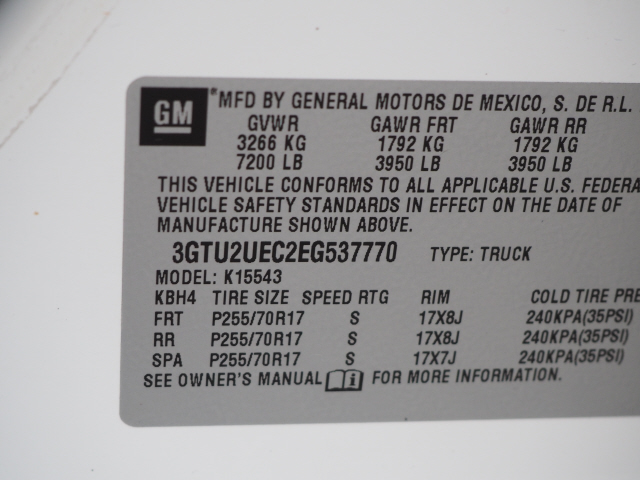 GM *MFD BY GENERAL MOTORS DE MEXICO, S. DE R.L.
GVWR GAWR FRT GAWR RR
3266 KG 1792 KG 1792 KG
7200 LB 3950 LB 3950 LB
THIS VEHICLE CONFORMS TO ALL APPLICABLE U.S. FEDERA
VEHICLE SAFETY STANDARDS IN EFFECT ON THE DATE OF
MANUFACTURE SHOWN ABOVE.
3GTU2UEC2EG537770 TYPE: TRUCK
MODEL: K15543
KBH4 TIRE SIZE SPEED RTG RIM COLD TIRE PRE
FRT P255/70R17 S 17X8J 240KPA(35PSI)
RR P255/70R17 S 17X8J 240KPA(35PSI)
SPA P255/70R17 S 17X7J 240KPA(35PSI)
SEE OWNER'S MANUAL FOR MORE INFORMATION.